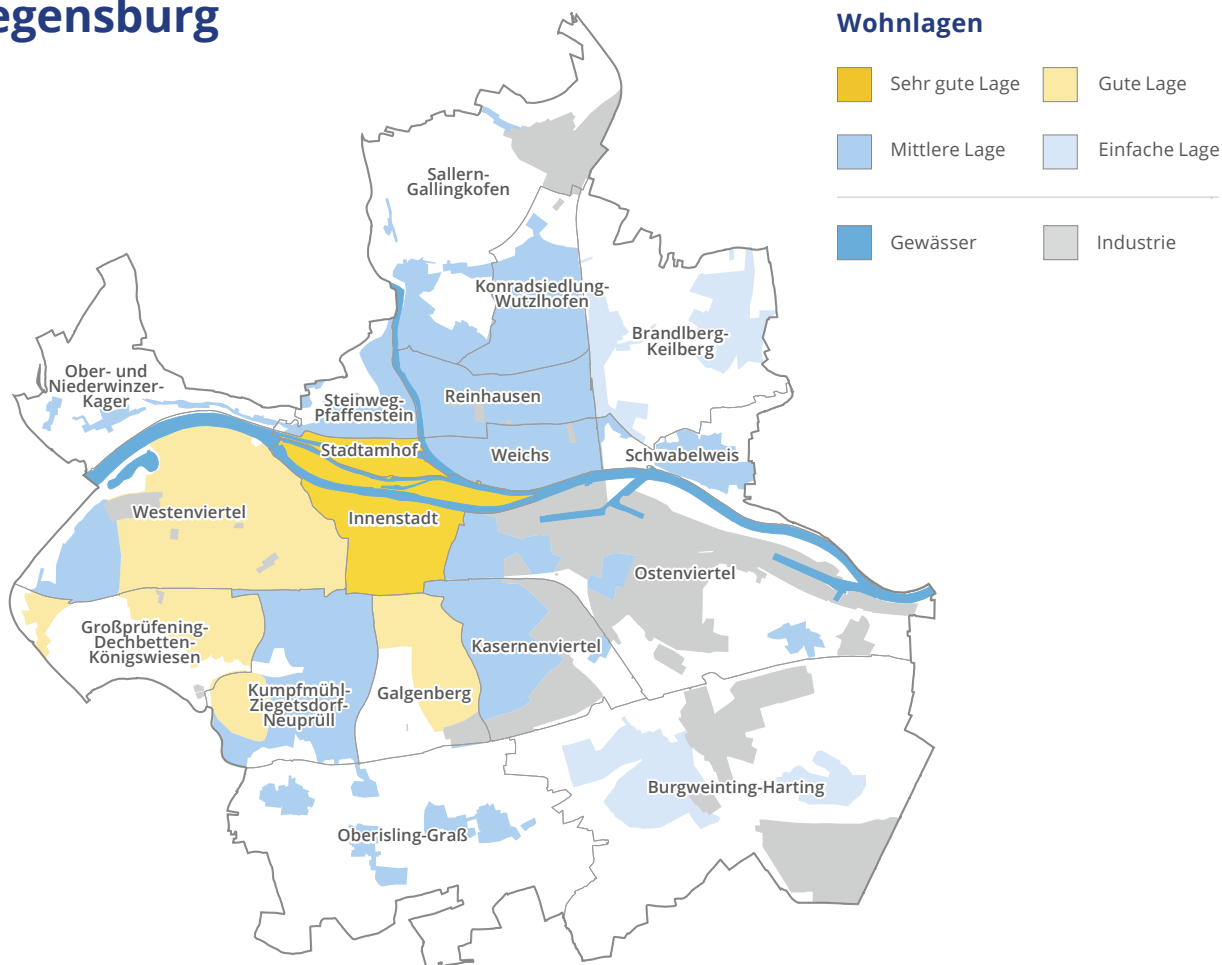 egensburg
Wohnlagen
Sehr gute Lage
Gute Lage
Mittlere Lage
Einfache Lage
Gewässer
Industrie
Sallern-
Gallingkofen
Konradsiedlung-
Wutzlhofen
Brandlberg-
Keilberg
Ober- und
Niederwinzer-
Kager
Steinweg-
Pfaffenstein
Reinhausen
Stadtamhof
Weichs
Schwabelweis
Westenviertel
Innenstadt
Ostenviertel
Großprüfening-
Dechbetten-
Königswiesen
Kasernenviertel
Kumpfmühl-
Ziegetsdorf-
Neuprüll
Galgenberg
Burgweinting-Harting
Oberisling-Graß